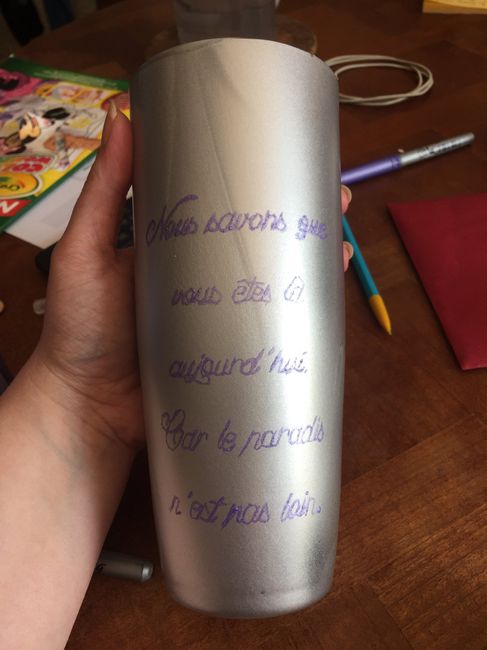 Nous savons que
vous êtes là
aujourd'hui.
Car le paradis
n'est pas loin.